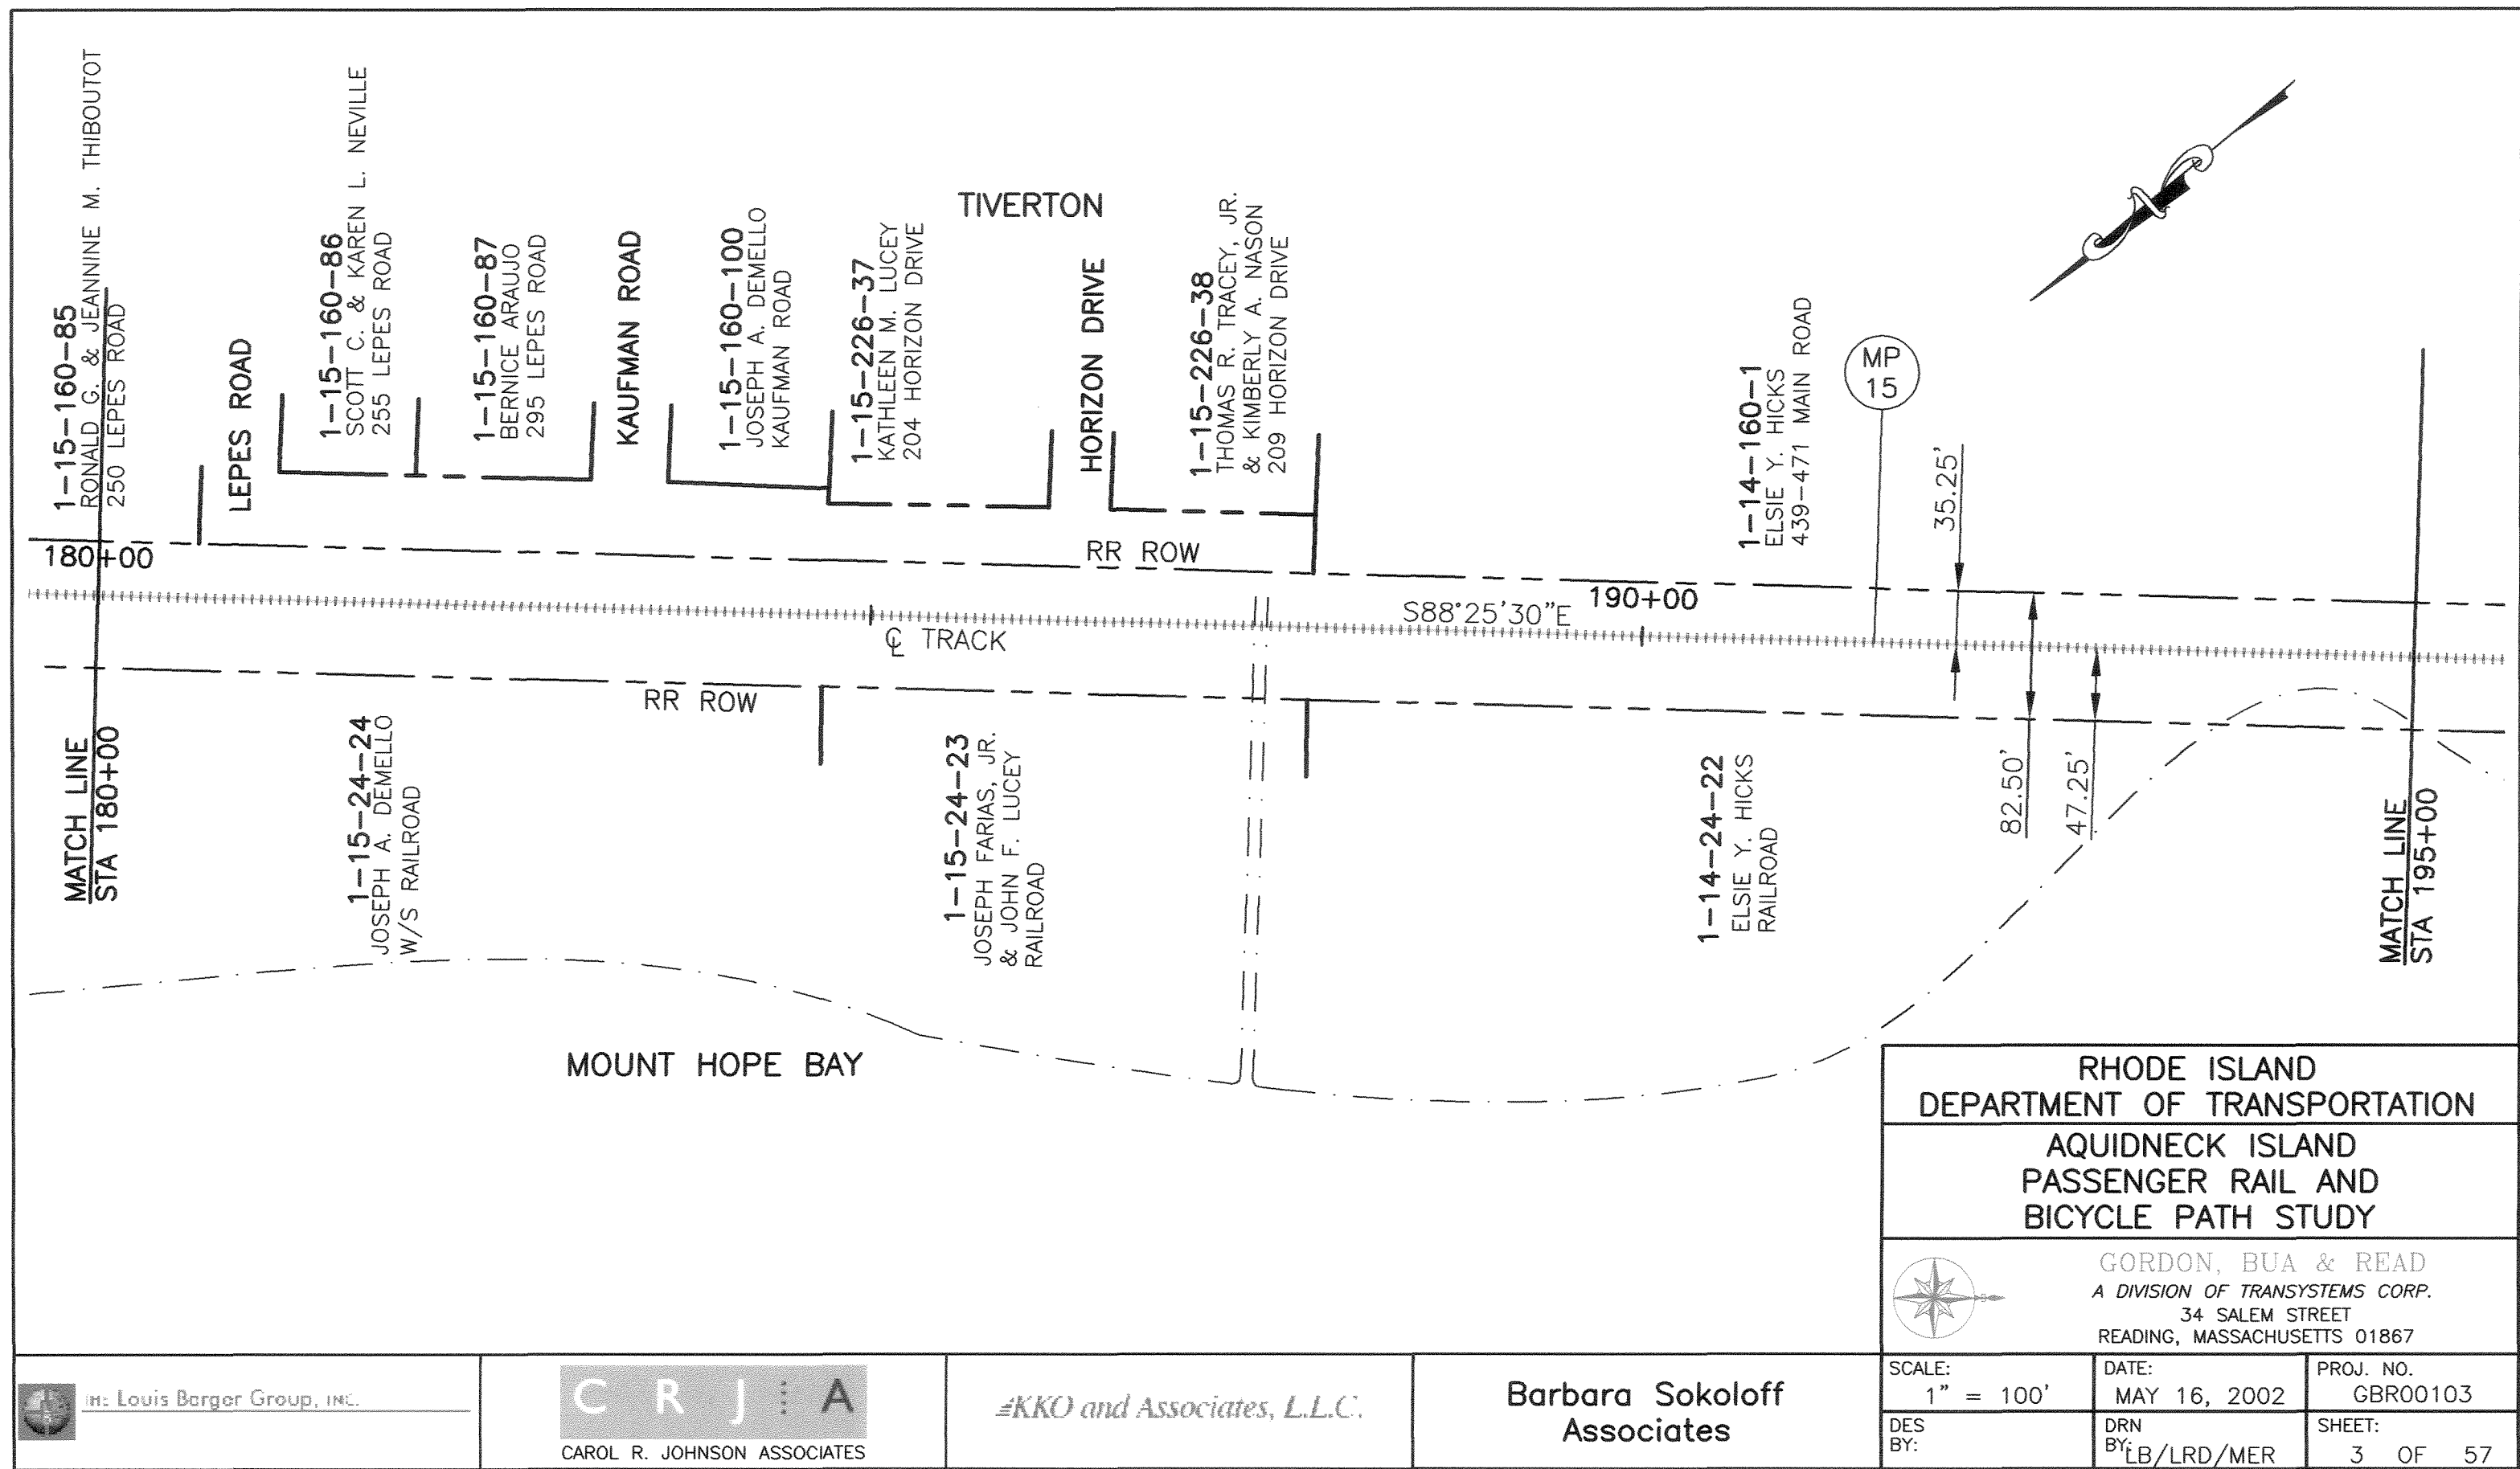 1-15-160-85
RONALD G. & JEANNINE M. THIBOUTOT
250 LEPES ROAD
LEPES ROAD
1-15-160-86
SCOTT C. & KAREN L. NEVILLE
255 LEPES ROAD
1-15-160-87
BERNICE ARAUJO
295 LEPES ROAD
KAUFMAN ROAD
1-15-160-100
JOSEPH A. DEMELLO
KAUFMAN ROAD
1-15-226-37
KATHLEEN M. LUCEY
204 HORIZON DRIVE
TIVERTON
HORIZON DRIVE
1-15-226-38
THOMAS R. TRACEY, JR.
& KIMBERLY A. NASON
209 HORIZON DRIVE
1-14-160-1
ELSIE Y. HICKS
439-471 MAIN ROAD
MP
15
35.25'
N
180+00
RR ROW
190+00
S88°25'30"E
℄ TRACK
RR ROW
MATCH LINE
STA 180+00
1-15-24-24
JOSEPH A. DEMELLO
W/S RAILROAD
1-15-24-23
JOSEPH FARIAS, JR.
& JOHN F. LUCEY
RAILROAD
1-14-24-22
ELSIE Y. HICKS
RAILROAD
82.50'
47.25'
MATCH LINE
STA 195+00
MOUNT HOPE BAY
RHODE ISLAND
DEPARTMENT OF TRANSPORTATION
AQUIDNECK ISLAND
PASSENGER RAIL AND
BICYCLE PATH STUDY
GORDON, BUA & READ
A DIVISION OF TRANSYSTEMS CORP.
34 SALEM STREET
READING, MASSACHUSETTS 01867
THE Louis Berger Group, INC.
C R J A
CAROL R. JOHNSON ASSOCIATES
KKO and Associates, L.L.C.
Barbara Sokoloff
Associates
SCALE:
1" = 100'
DATE:
MAY 16, 2002
PROJ. NO.
GBR00103
DES
BY:
DRN
BY: LB/LRD/MER
SHEET:
3 OF 57